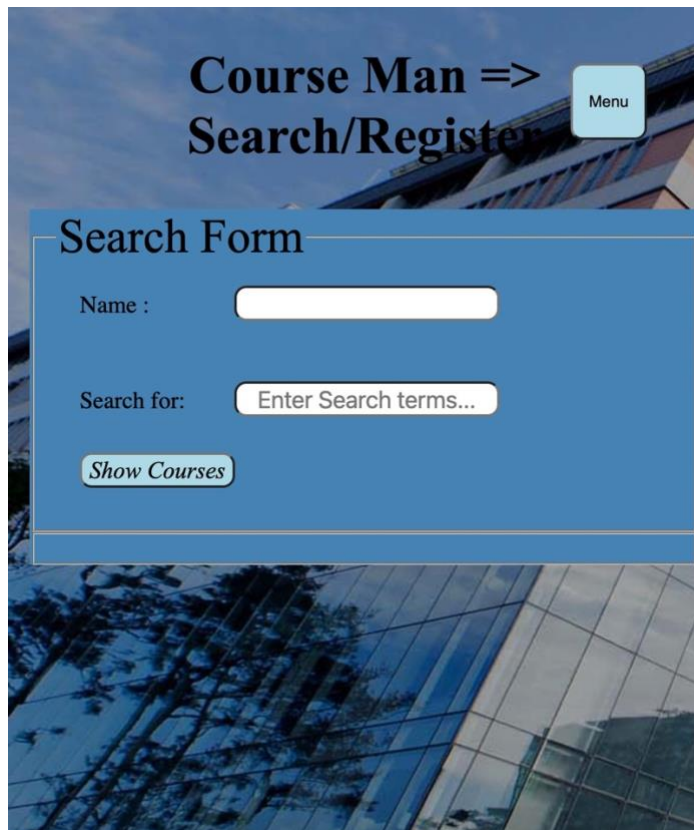 Course Man =>
Search/Register
Menu
Search Form
Name :
Search for:
Enter Search terms...
Show Courses